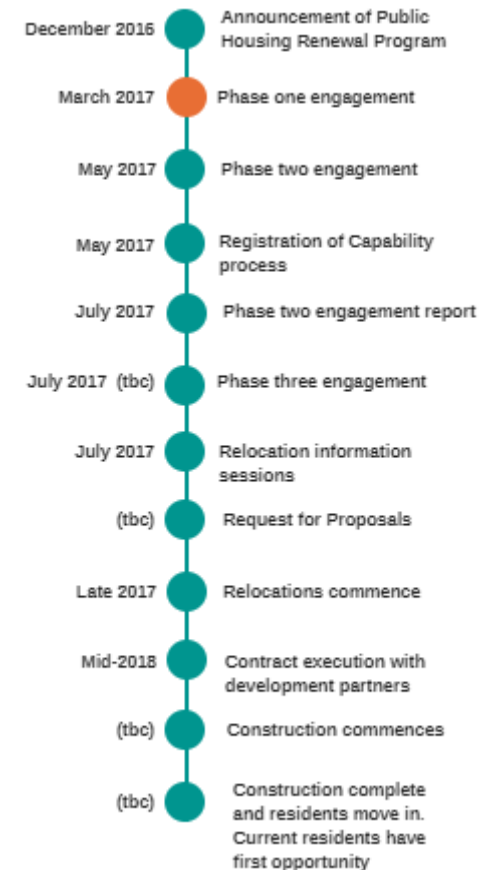 December 2016
Announcement of Public
Housing Renewal Program
March 2017
Phase one engagement
May 2017
Phase two engagement
May 2017
Registration of Capability
process
July 2017
Phase two engagement report
July 2017 (tbc)
Phase three engagement
July 2017
Relocation information
sessions
(tbc)
Request for Proposals
Late 2017
Relocations commence
Mid-2018
Contract execution with
development partners
(tbc)
Construction commences
(tbc)
Construction complete
and residents move in.
Current residents have
first opportunity